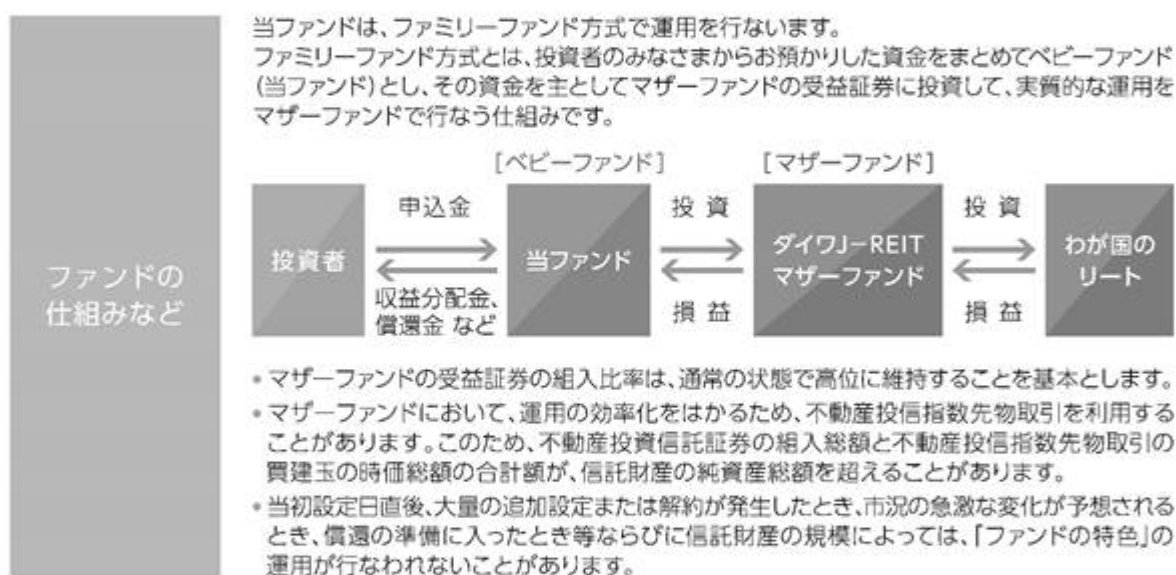 当ファンドは、ファミリーファンド方式で運用を行ないます。
ファミリーファンド方式とは、投資者のみなさまからお預かりした資金をまとめてベビーファンド
（当ファンド）とし、その資金を主としてマザーファンドの受益証券に投資して、実質的な運用を
マザーファンドで行なう仕組みです。
［ベビーファンド］ ［マザーファンド］
申込金 投資 投資
投資者 当ファンド ダイワJ-REIT
マザーファンド わが国の
リート
収益分配金、
償還金 など 損益 損益
ファンドの
仕組みなど
• マザーファンドの受益証券の組入比率は、通常の状態で高位に維持することを基本とします。
• マザーファンドにおいて、運用の効率化をはかるため、不動産投信指数先物取引を利用する
ことがあります。このため、不動産投資信託証券の組入総額と不動産投信指数先物取引の
買建玉の時価総額の合計額が、信託財産の純資産総額を超えることがあります。
• 当初設定日直後、大量の追加設定または解約が発生したとき、市況の急激な変化が予想される
とき、償還の準備に入ったとき等ならびに信託財産の規模によっては、「ファンドの特色」の
運用が行なわれないことがあります。